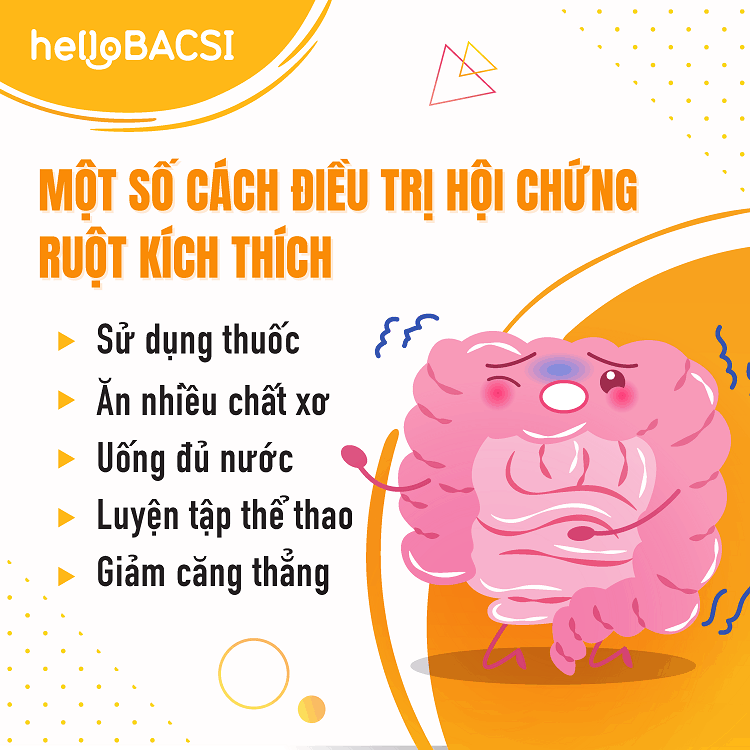 helloBACSI
MỘT SỐ CÁCH ĐIỀU TRỊ HỘI CHỨNG
RUỘT KÍCH THÍCH
Sử dụng thuốc
Ăn nhiều chất xơ
Uống đủ nước
Luyện tập thể thao
Giảm căng thẳng